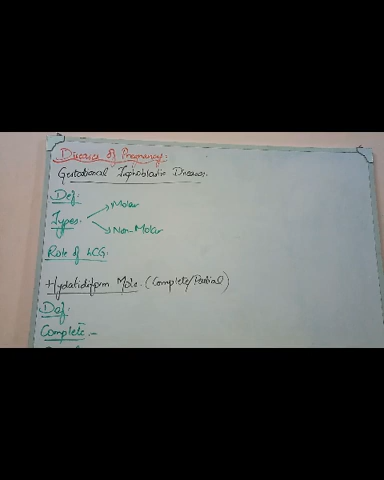 Diseases of Pregnancy:
Gestational Trophoblastic Diseases.
Def:
Molar
Types
Non-Molar
Role of hCG.
Hydatidiform Mole. (Complete/Partial)
Def:
Complete:-